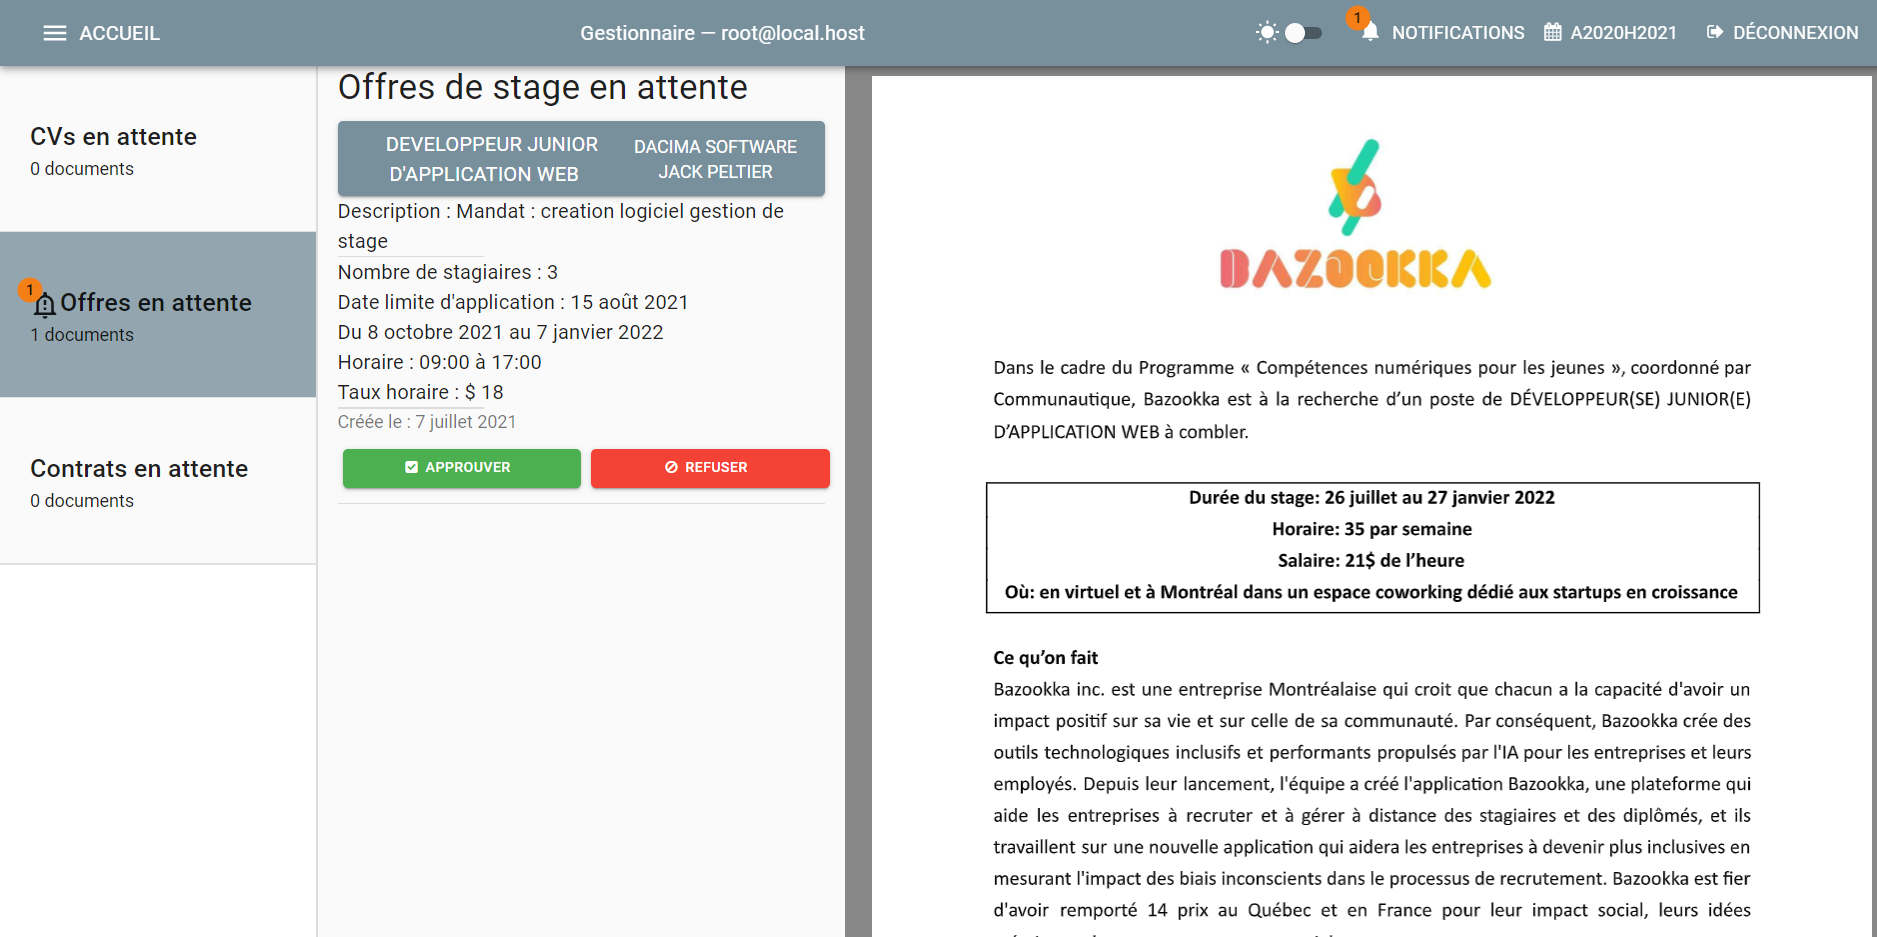 ACCUEIL
Gestionnaire — root@local.host
1
NOTIFICATIONS
A2020H2021
DÉCONNEXION
CVs en attente
0 documents
1
Offres en attente
1 documents
Contrats en attente
0 documents
Offres de stage en attente
DEVELOPPEUR JUNIOR
D'APPLICATION WEB
DACIMA SOFTWARE
JACK PELTIER
Description : Mandat : creation logiciel gestion de
stage
Nombre de stagiaires : 3
Date limite d'application : 15 août 2021
Du 8 octobre 2021 au 7 janvier 2022
Horaire : 09:00 à 17:00
Taux horaire : $ 18
Créée le : 7 juillet 2021
APPROUVER
REFUSER
BAZOOKKA
Dans le cadre du Programme « Compétences numériques pour les jeunes », coordonné par
Communautique, Bazookka est à la recherche d’un poste de DÉVELOPPEUR(SE) JUNIOR(E)
D’APPLICATION WEB à combler.
Durée du stage: 26 juillet au 27 janvier 2022
Horaire: 35 par semaine
Salaire: 21$ de l’heure
Où: en virtuel et à Montréal dans un espace coworking dédié aux startups en croissance
Ce qu’on fait
Bazookka inc. est une entreprise Montréalaise qui croit que chacun a la capacité d'avoir un
impact positif sur sa vie et sur celle de sa communauté. Par conséquent, Bazookka crée des
outils technologiques inclusifs et performants propulsés par l'IA pour les entreprises et leurs
employés. Depuis leur lancement, l'équipe a créé l'application Bazookka, une plateforme qui
aide les entreprises à recruter et à gérer à distance des stagiaires et des diplômés, et ils
travaillent sur une nouvelle application qui aidera les entreprises à devenir plus inclusives en
mesurant l'impact des biais inconscients dans le processus de recrutement. Bazookka est fier
d'avoir remporté 14 prix au Québec et en France pour leur impact social, leurs idées